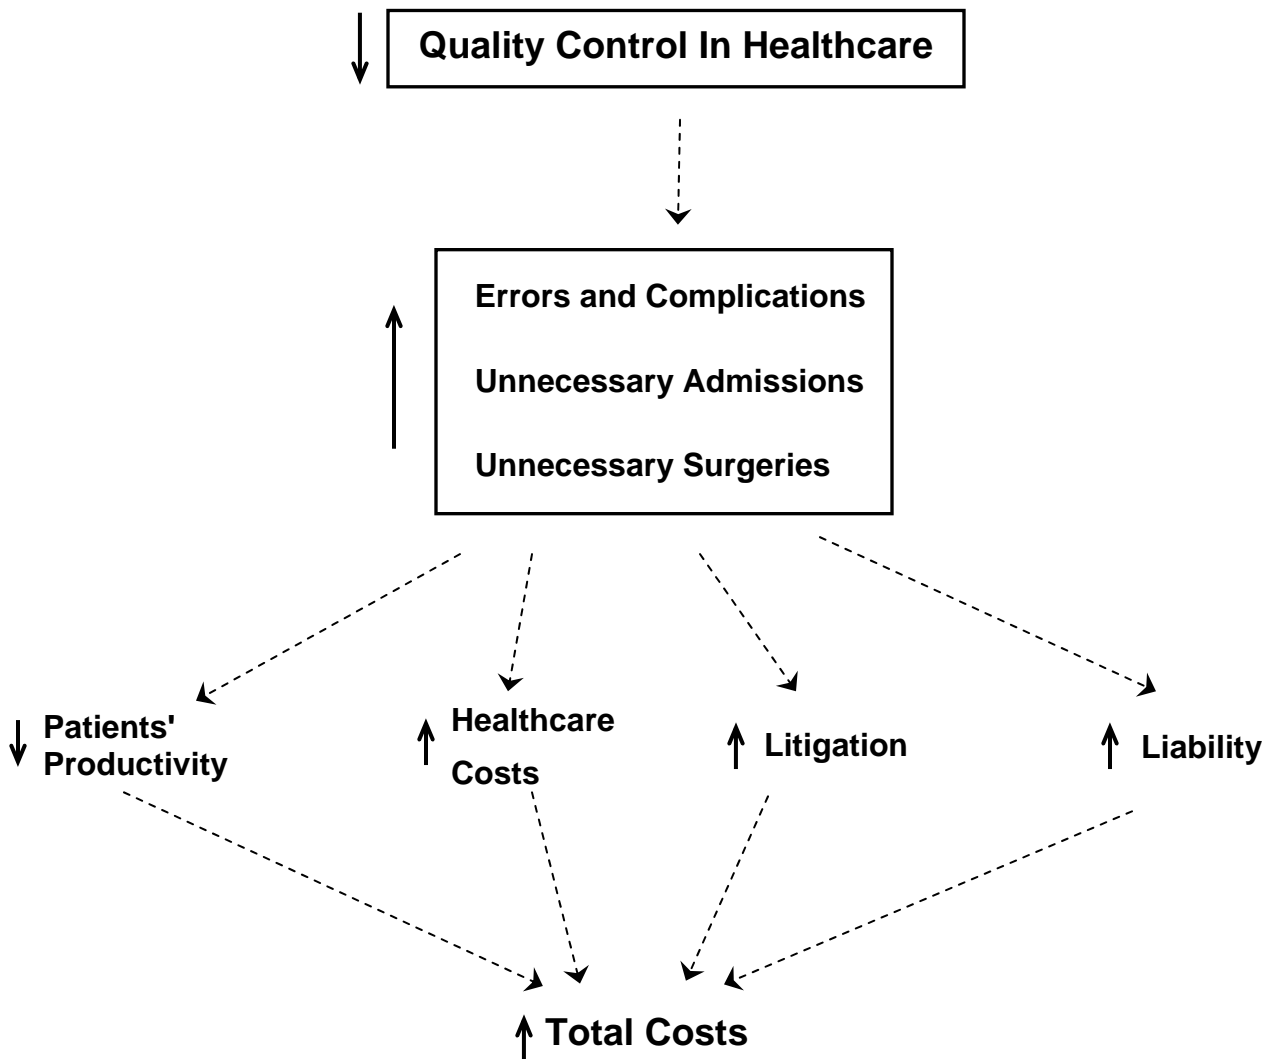 Quality Control In Healthcare
Errors and Complications
Unnecessary Admissions
Unnecessary Surgeries
Patients'
Productivity
Healthcare
Costs
Litigation
Liability
Total Costs